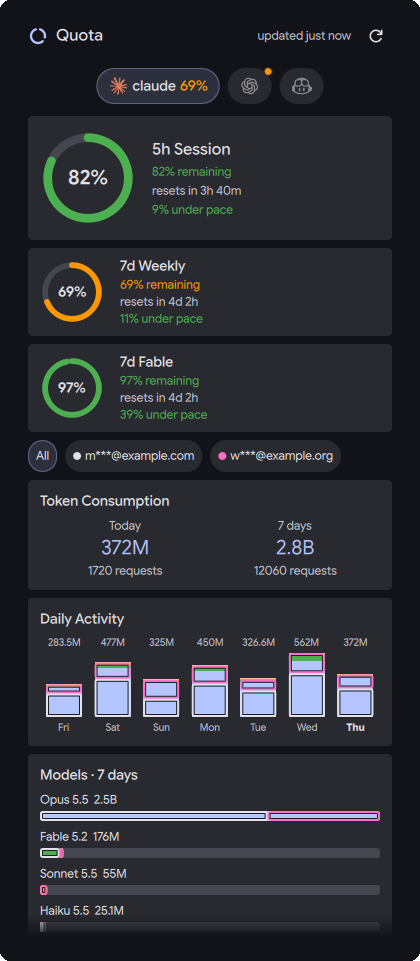 Quota
updated just now
claude 69%
82%
5h Session
82% remaining
resets in 3h 40m
9% under pace
69%
7d Weekly
69% remaining
resets in 4d 2h
11% under pace
97%
7d Fable
97% remaining
resets in 4d 2h
39% under pace
All
m***@example.com
w***@example.org
Token Consumption
Today
7 days
372M
2.8B
1720 requests
12060 requests
Daily Activity
283.5M 477M 325M 450M 326.6M 562M 372M
Fri Sat Sun Mon Tue Wed Thu
Models · 7 days
Opus 5.5 2.5B
Fable 5.2 176M
Sonnet 5.5 55M
Haiku 5.5 25.1M